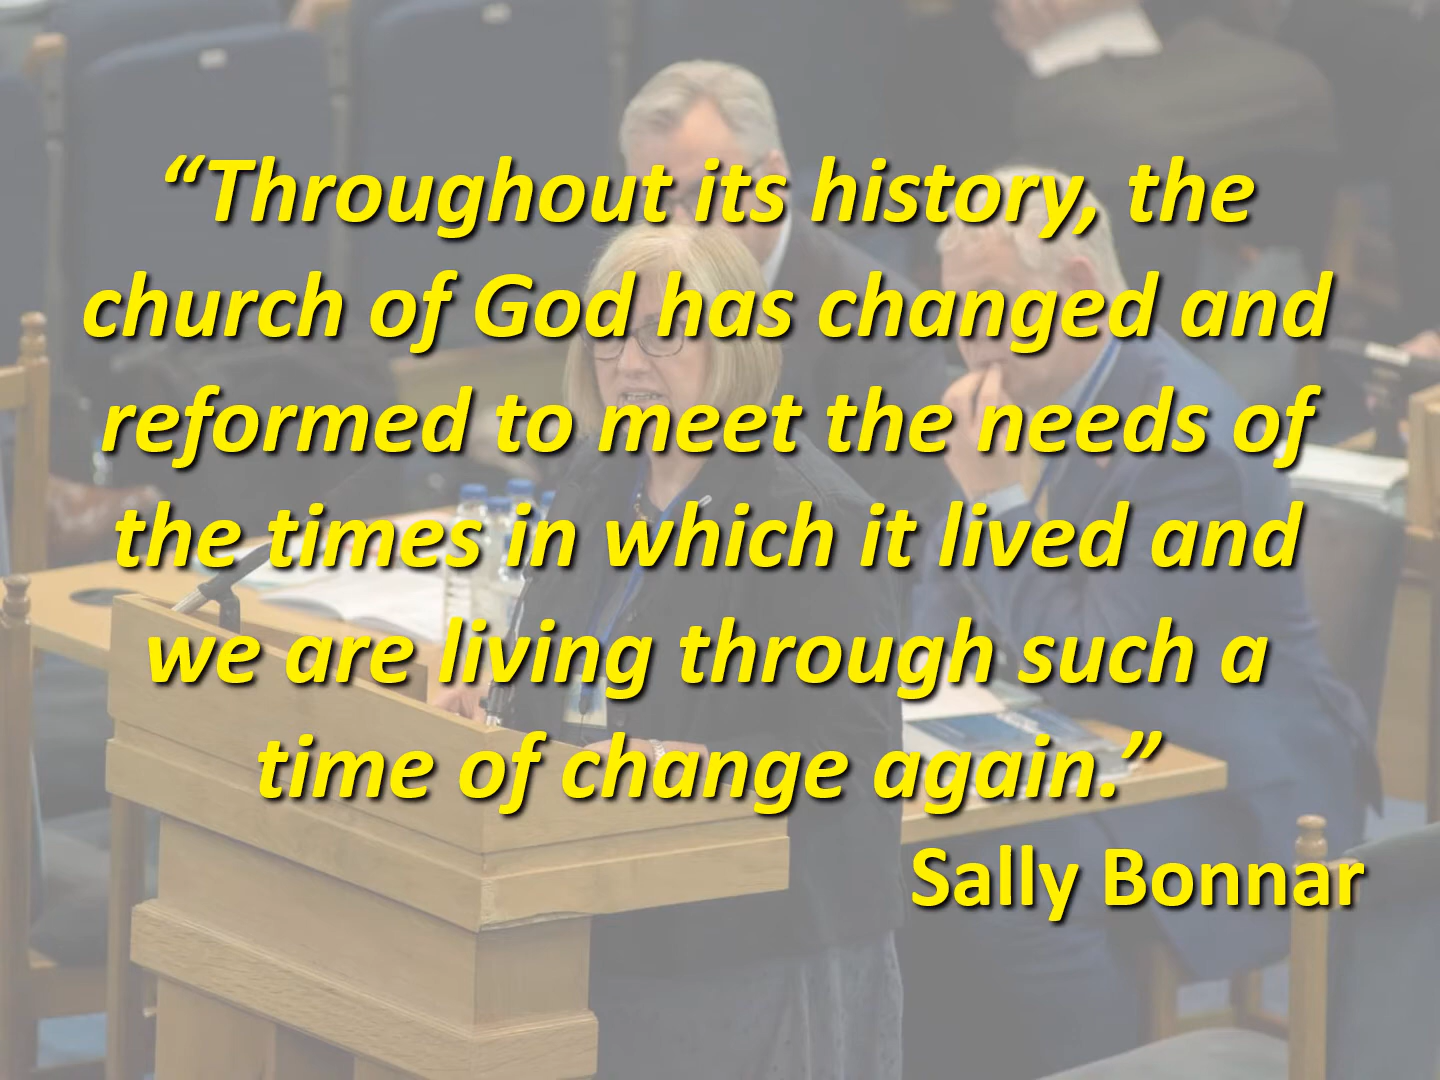 “Throughout its history, the
church of God has changed and
reformed to meet the needs of
the times in which it lived and
we are living through such a
time of change again.”
Sally Bonnar